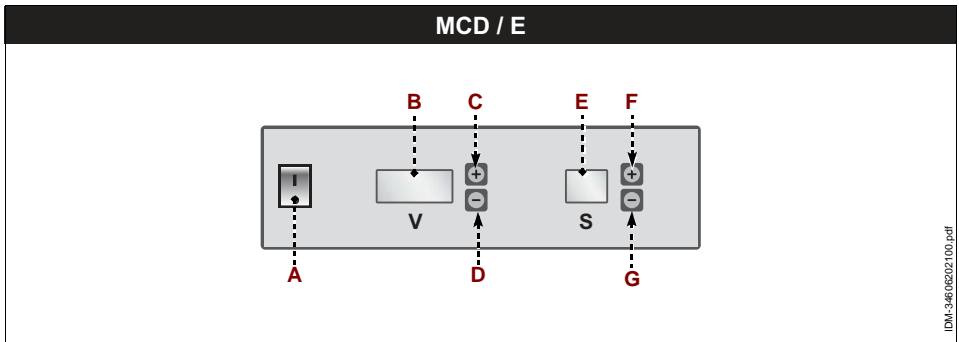 MCD / E
B C E F
I + +
− −
V S
A D G
IDM-34606202100.pdf